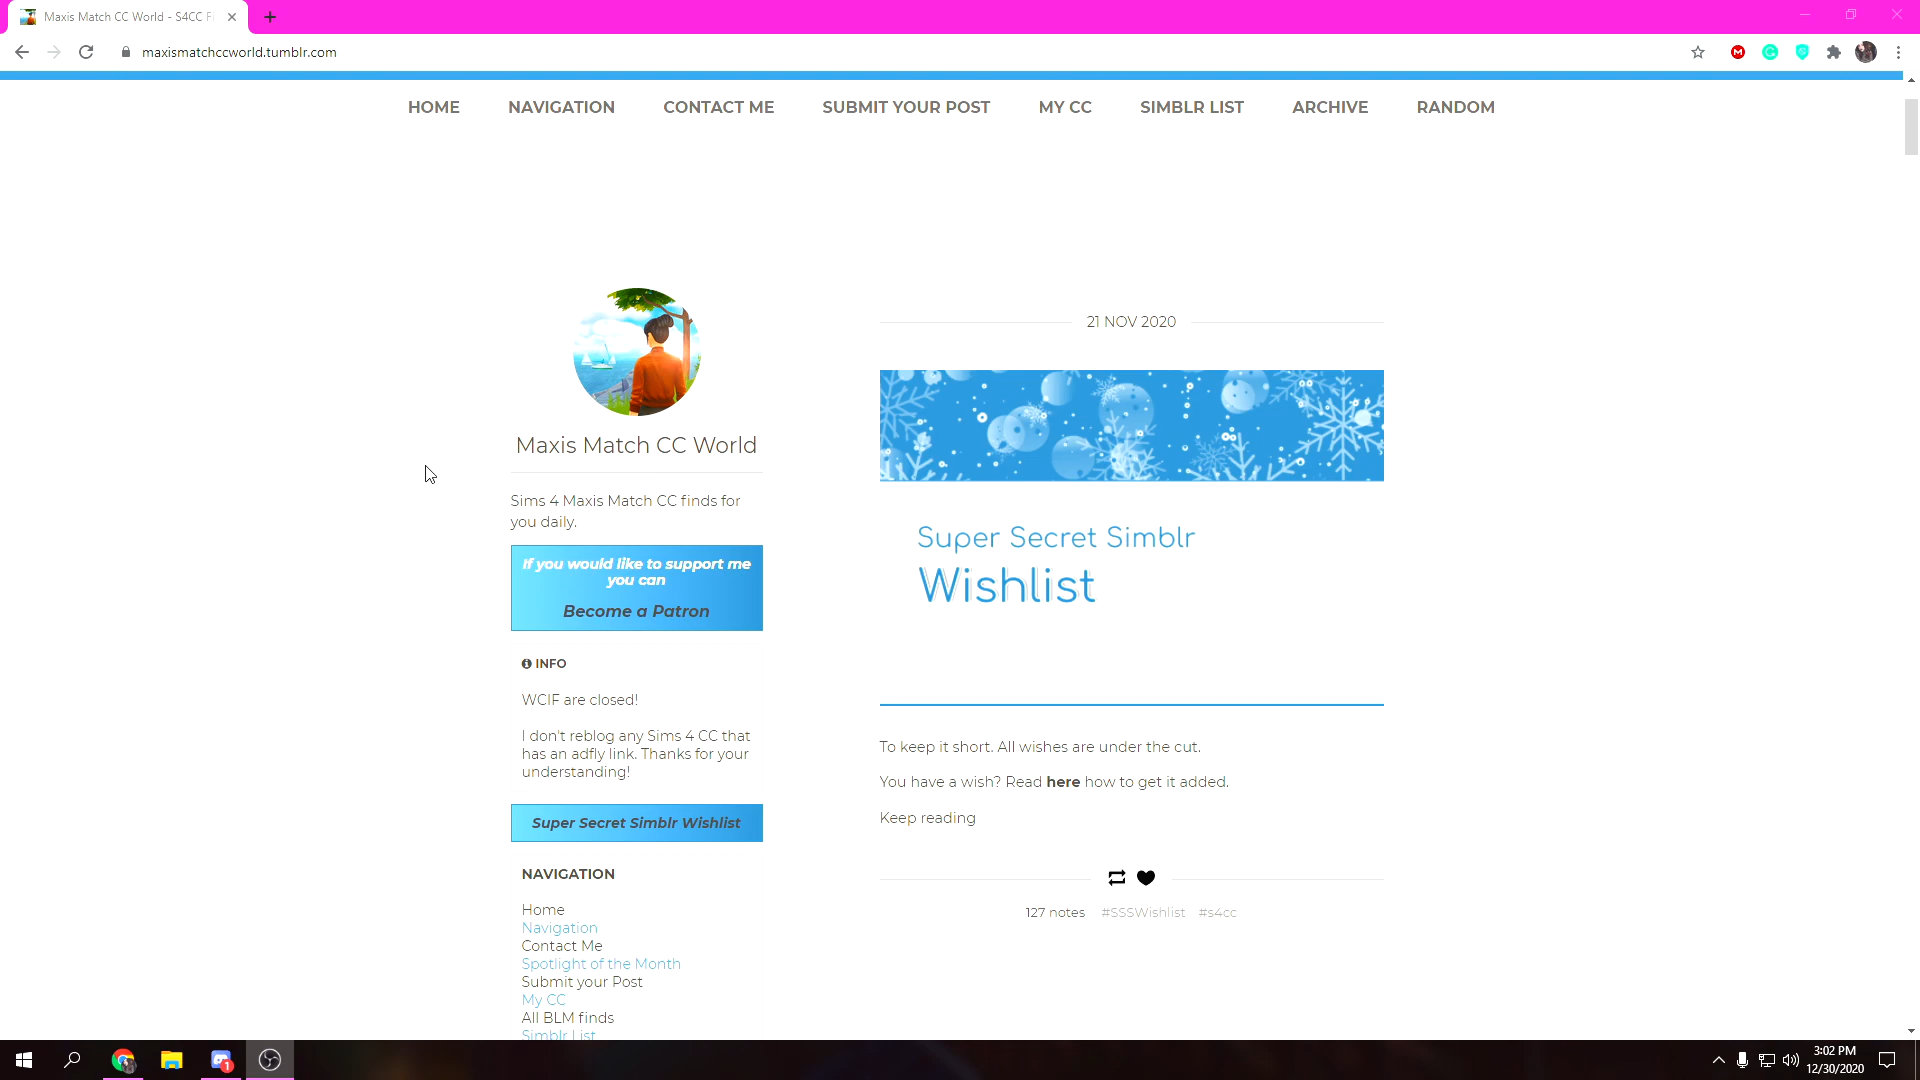 Maxis Match CC World - S4CC Fi
maxismatchccworld.tumblr.com
HOME NAVIGATION CONTACT ME SUBMIT YOUR POST MY CC SIMBLR LIST ARCHIVE RANDOM
Maxis Match CC World
Sims 4 Maxis Match CC finds for
you daily.
If you would like to support me
you can
Become a Patron
INFO
WCIF are closed!
I don't reblog any Sims 4 CC that
has an adfly link. Thanks for your
understanding!
Super Secret Simblr Wishlist
NAVIGATION
Home
Navigation
Contact Me
Spotlight of the Month
Submit your Post
My CC
All BLM finds
Simblr List
21 NOV 2020
Super Secret Simblr
Wishlist
To keep it short. All wishes are under the cut.
You have a wish? Read here how to get it added.
Keep reading
127 notes #SSSWishlist #s4cc
1
3:02 PM
12/30/2020